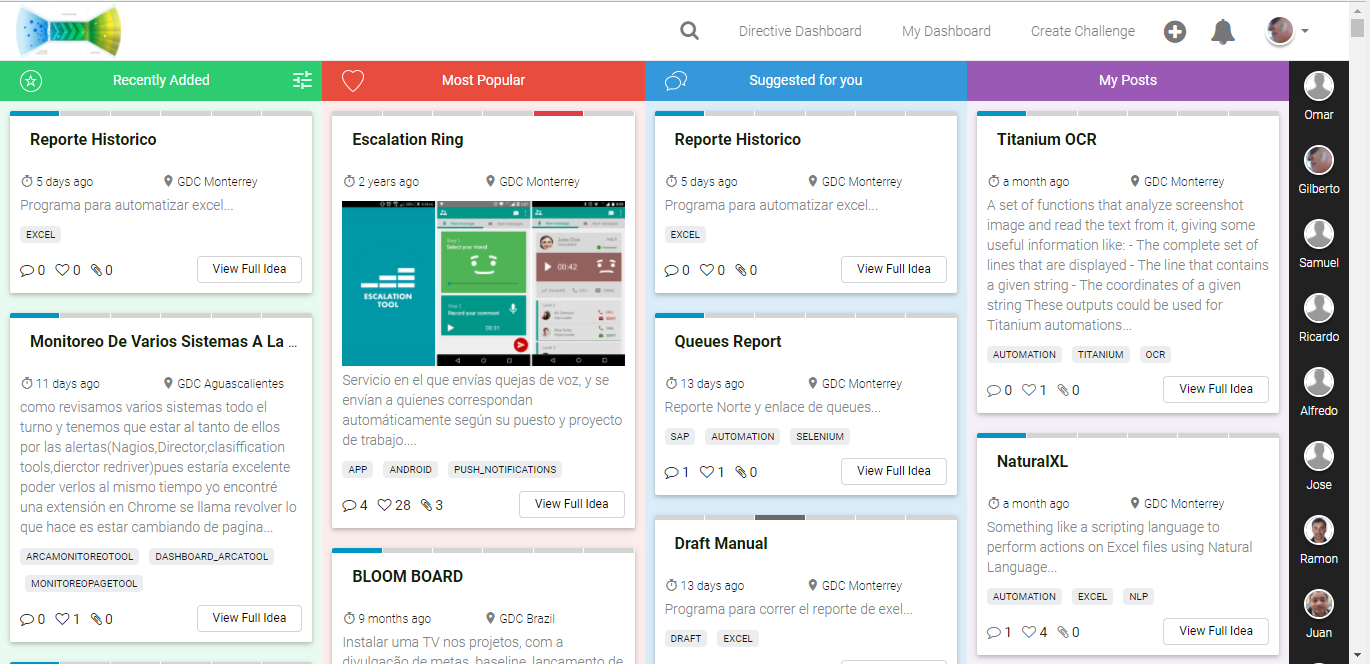 Directive Dashboard
My Dashboard
Create Challenge
Recently Added
Reporte Historico
5 days ago
GDC Monterrey
Programa para automatizar excel...
EXCEL
0 0 0
View Full Idea
Monitoreo De Varios Sistemas A La ...
11 days ago
GDC Aguascalientes
como revisamos varios sistemas todo el
turno y tenemos que estar al tanto de ellos
por las alertas(Nagios,Director,clasiffication
tools,dierctor redriver)pues estaría excelente
poder verlos al mismo tiempo yo encontré
una extensión en Chrome se llama revolver lo
que hace es estar cambiando de pagina...
ARCAMONITOREOTOOL
DASHBOARD_ARCATOOL
MONITOREOPAGETOOL
0 1 0
View Full Idea
Most Popular
Escalation Ring
2 years ago
GDC Monterrey
ESCALATION
TOOL
Step 1
Select your mood
Step 2
Record your comment
00:01
00:42
Servicio en el que envías quejas de voz, y se
envían a quienes correspondan
automáticamente según su puesto y proyecto
de trabajo....
APP
ANDROID
PUSH_NOTIFICATIONS
4 28 3
View Full Idea
BLOOM BOARD
9 months ago
GDC Brazil
Instalar uma TV nos projetos, com a
divulgação de metas, baseline, lançamento de
Suggested for you
Reporte Historico
5 days ago
GDC Monterrey
Programa para automatizar excel...
EXCEL
0 0 0
View Full Idea
Queues Report
13 days ago
GDC Monterrey
Reporte Norte y enlace de queues...
SAP
AUTOMATION
SELENIUM
1 1 0
View Full Idea
Draft Manual
13 days ago
GDC Monterrey
Programa para correr el reporte de exel...
DRAFT
EXCEL
My Posts
Titanium OCR
a month ago
GDC Monterrey
A set of functions that analyze screenshot
image and read the text from it, giving some
useful information like: - The complete set of
lines that are displayed - The line that contains
a given string - The coordinates of a given
string These outputs could be used for
Titanium automations...
AUTOMATION
TITANIUM
OCR
0 1 0
View Full Idea
NaturalXL
a month ago
GDC Monterrey
Something like a scripting language to
perform actions on Excel files using Natural
Language...
AUTOMATION
EXCEL
NLP
1 4 0
View Full Idea
Omar
Gilberto
Samuel
Ricardo
Alfredo
Jose
Ramon
Juan